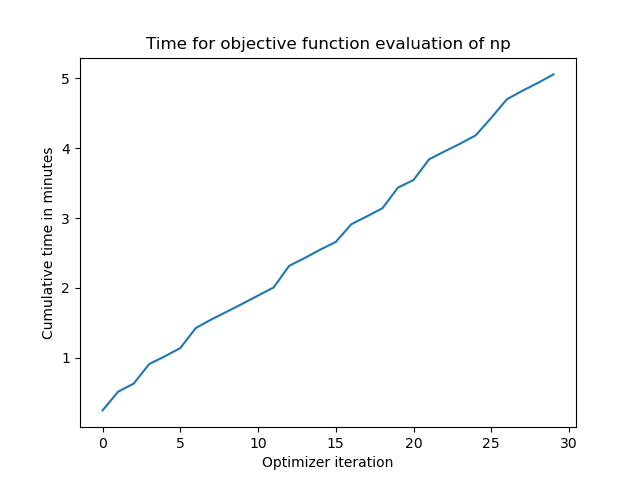 Time for objective function evaluation of np
5
4
3
2
1
Cumulative time in minutes
0 5 10 15 20 25 30
Optimizer iteration